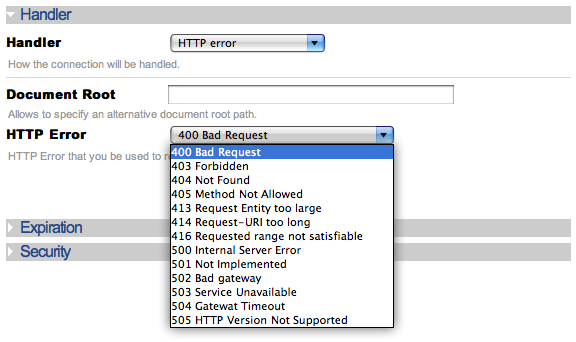 Handler
Handler HTTP error
How the connection will be handled.
Document Root
Allows to specify an alternative document root path.
HTTP Error 400 Bad Request
HTTP Error that you be used to
400 Bad Request
403 Forbidden
404 Not Found
405 Method Not Allowed
413 Request Entity too large
414 Request-URI too long
416 Requested range not satisfiable
500 Internal Server Error
501 Not Implemented
502 Bad gateway
503 Service Unavailable
504 Gatewat Timeout
505 HTTP Version Not Supported
Expiration
Security